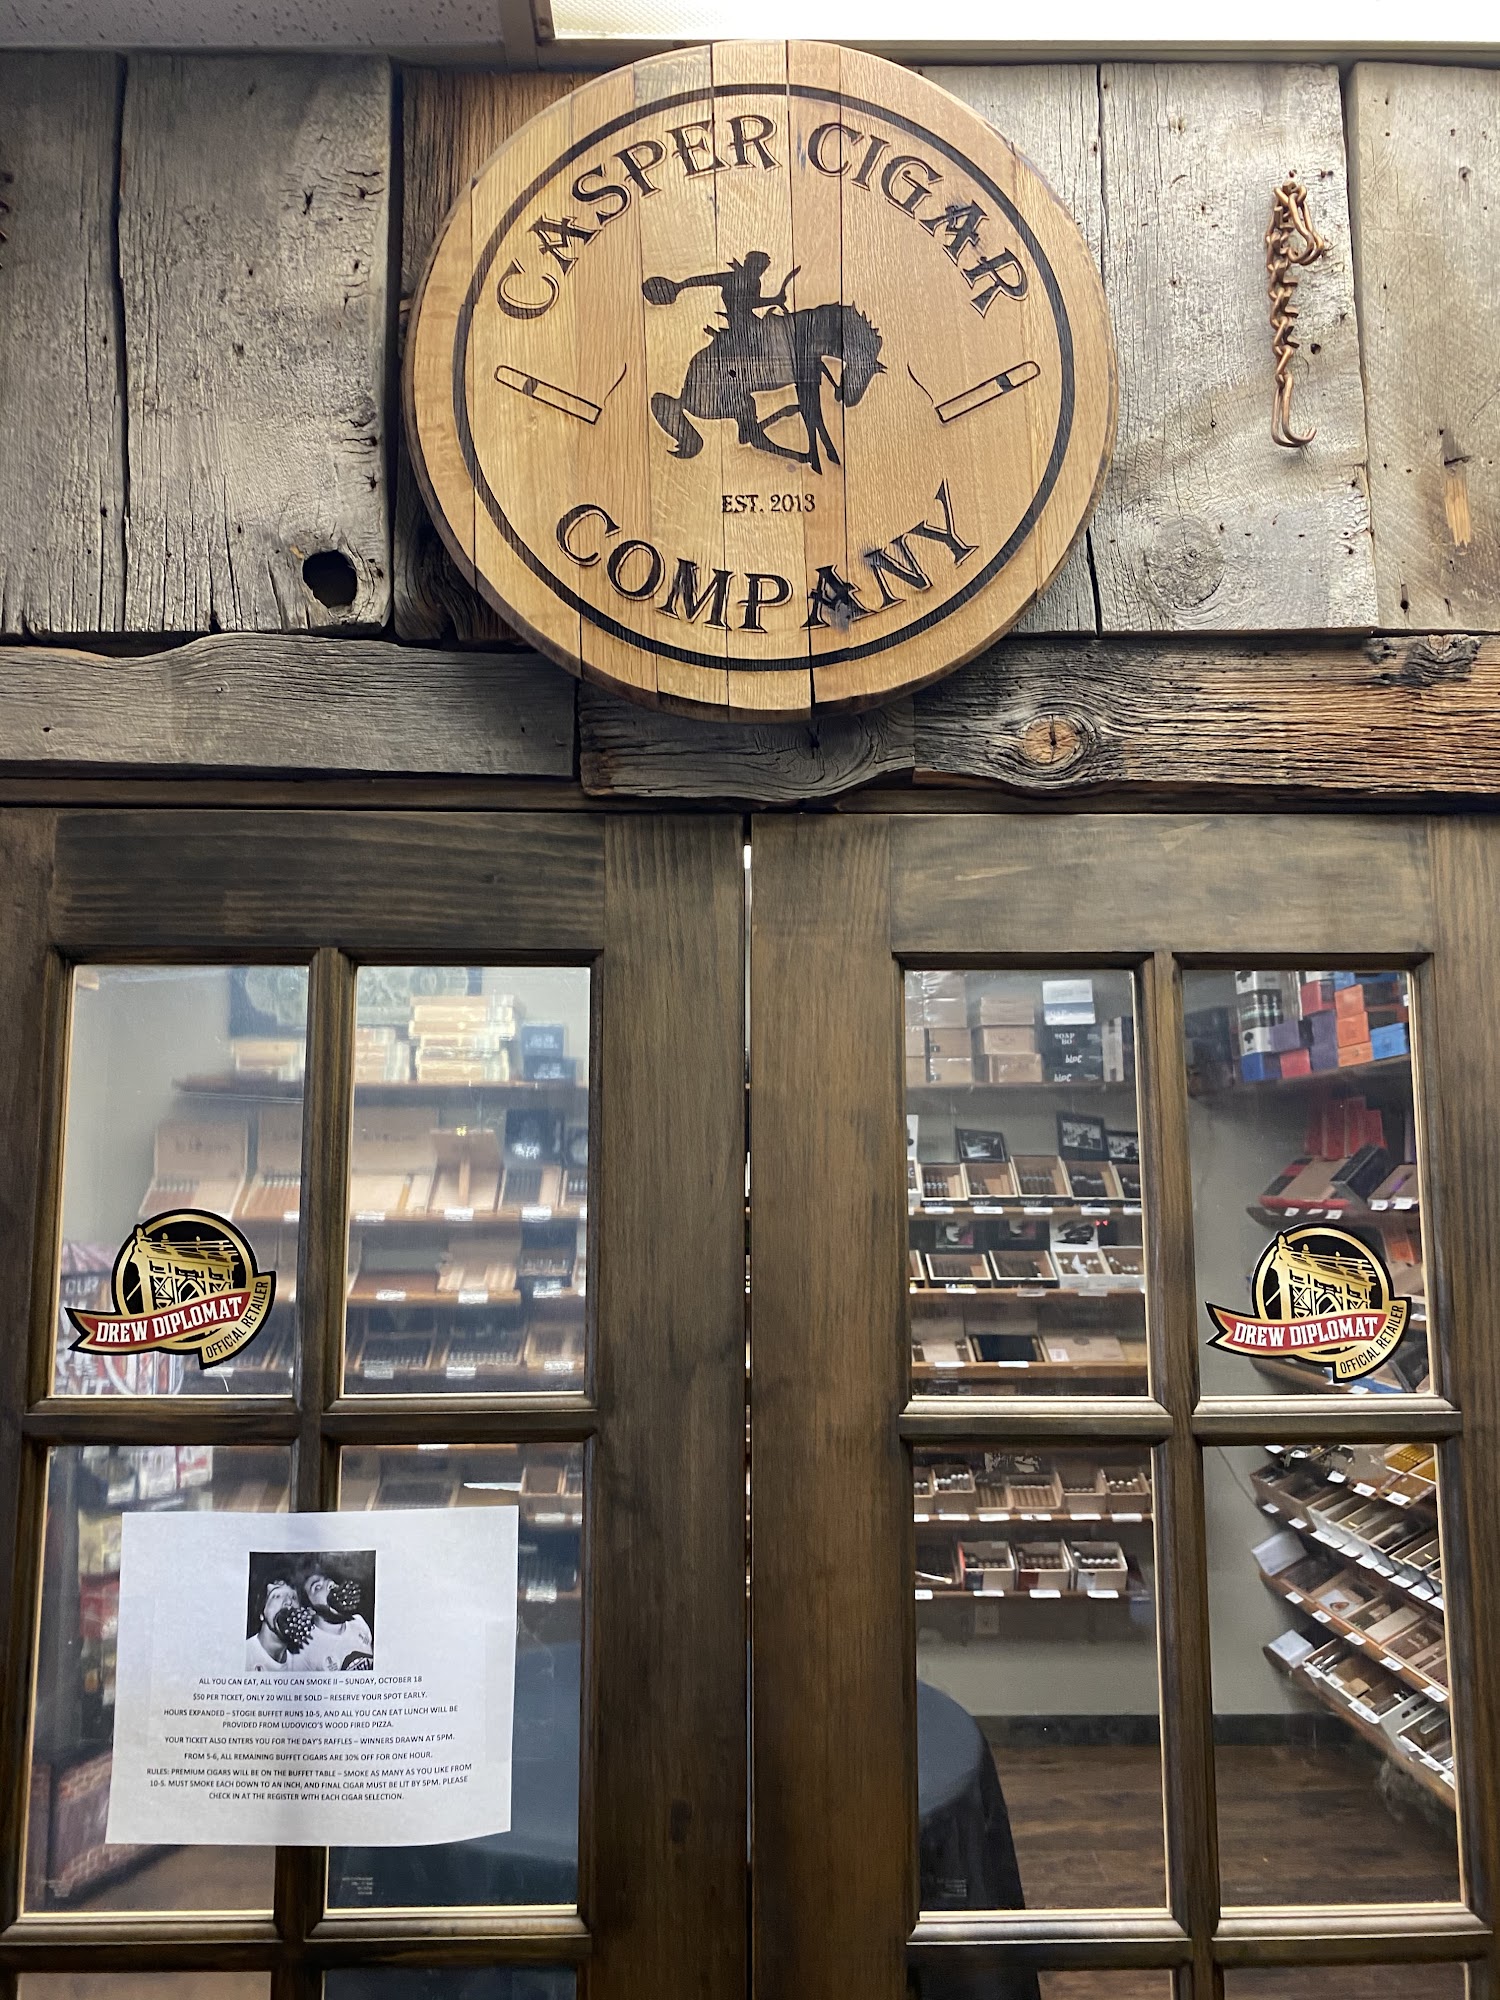 CASPER CIGAR
EST. 2013
COMPANY
DREW DIPLOMAT
OFFICIAL RETAILER
DREW DIPLOMAT
OFFICIAL RETAILER
ALL YOU CAN EAT, ALL YOU CAN SMOKE II – SUNDAY, OCTOBER 18
$50 PER TICKET, ONLY 20 WILL BE SOLD – RESERVE YOUR SPOT EARLY.
HOURS EXPANDED – STOGIE BUFFET RUNS 10-5, AND ALL YOU CAN EAT LUNCH WILL BE
PROVIDED FROM LUDOVICO'S WOOD FIRED PIZZA.
YOUR TICKET ALSO ENTERS YOU FOR THE DAY'S RAFFLES – WINNERS DRAWN AT 5PM.
FROM 5-6, ALL REMAINING BUFFET CIGARS ARE 30% OFF FOR ONE HOUR.
RULES: PREMIUM CIGARS WILL BE ON THE BUFFET TABLE – SMOKE AS MANY AS YOU LIKE FROM
10-5. MUST SMOKE EACH DOWN TO AN INCH, AND FINAL CIGAR MUST BE LIT BY 5PM. PLEASE
CHECK IN AT THE REGISTER WITH EACH CIGAR SELECTION.